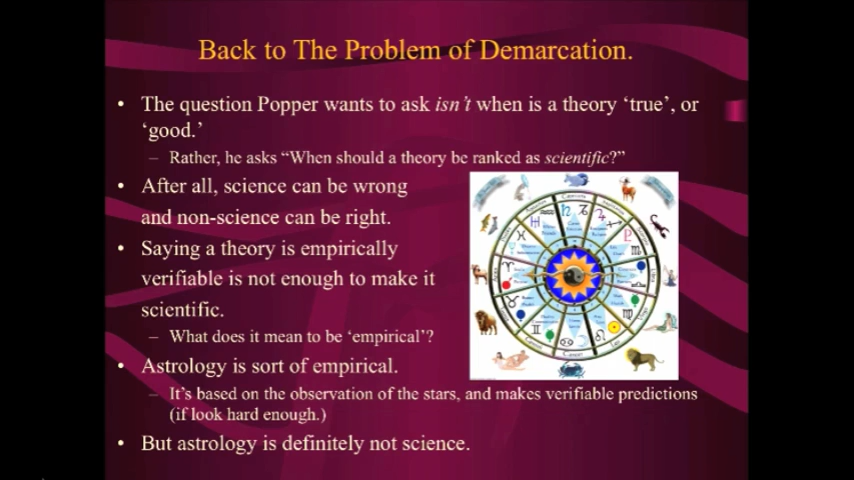 Back to The Problem of Demarcation.
• The question Popper wants to ask isn't when is a theory ‘true’, or
‘good.’
– Rather, he asks “When should a theory be ranked as scientific?”
• After all, science can be wrong
and non-science can be right.
• Saying a theory is empirically
verifiable is not enough to make it
scientific.
– What does it mean to be ‘empirical’?
• Astrology is sort of empirical.
– It's based on the observation of the stars, and makes verifiable predictions
(if look hard enough.)
• But astrology is definitely not science.
Capricorn
Cancer